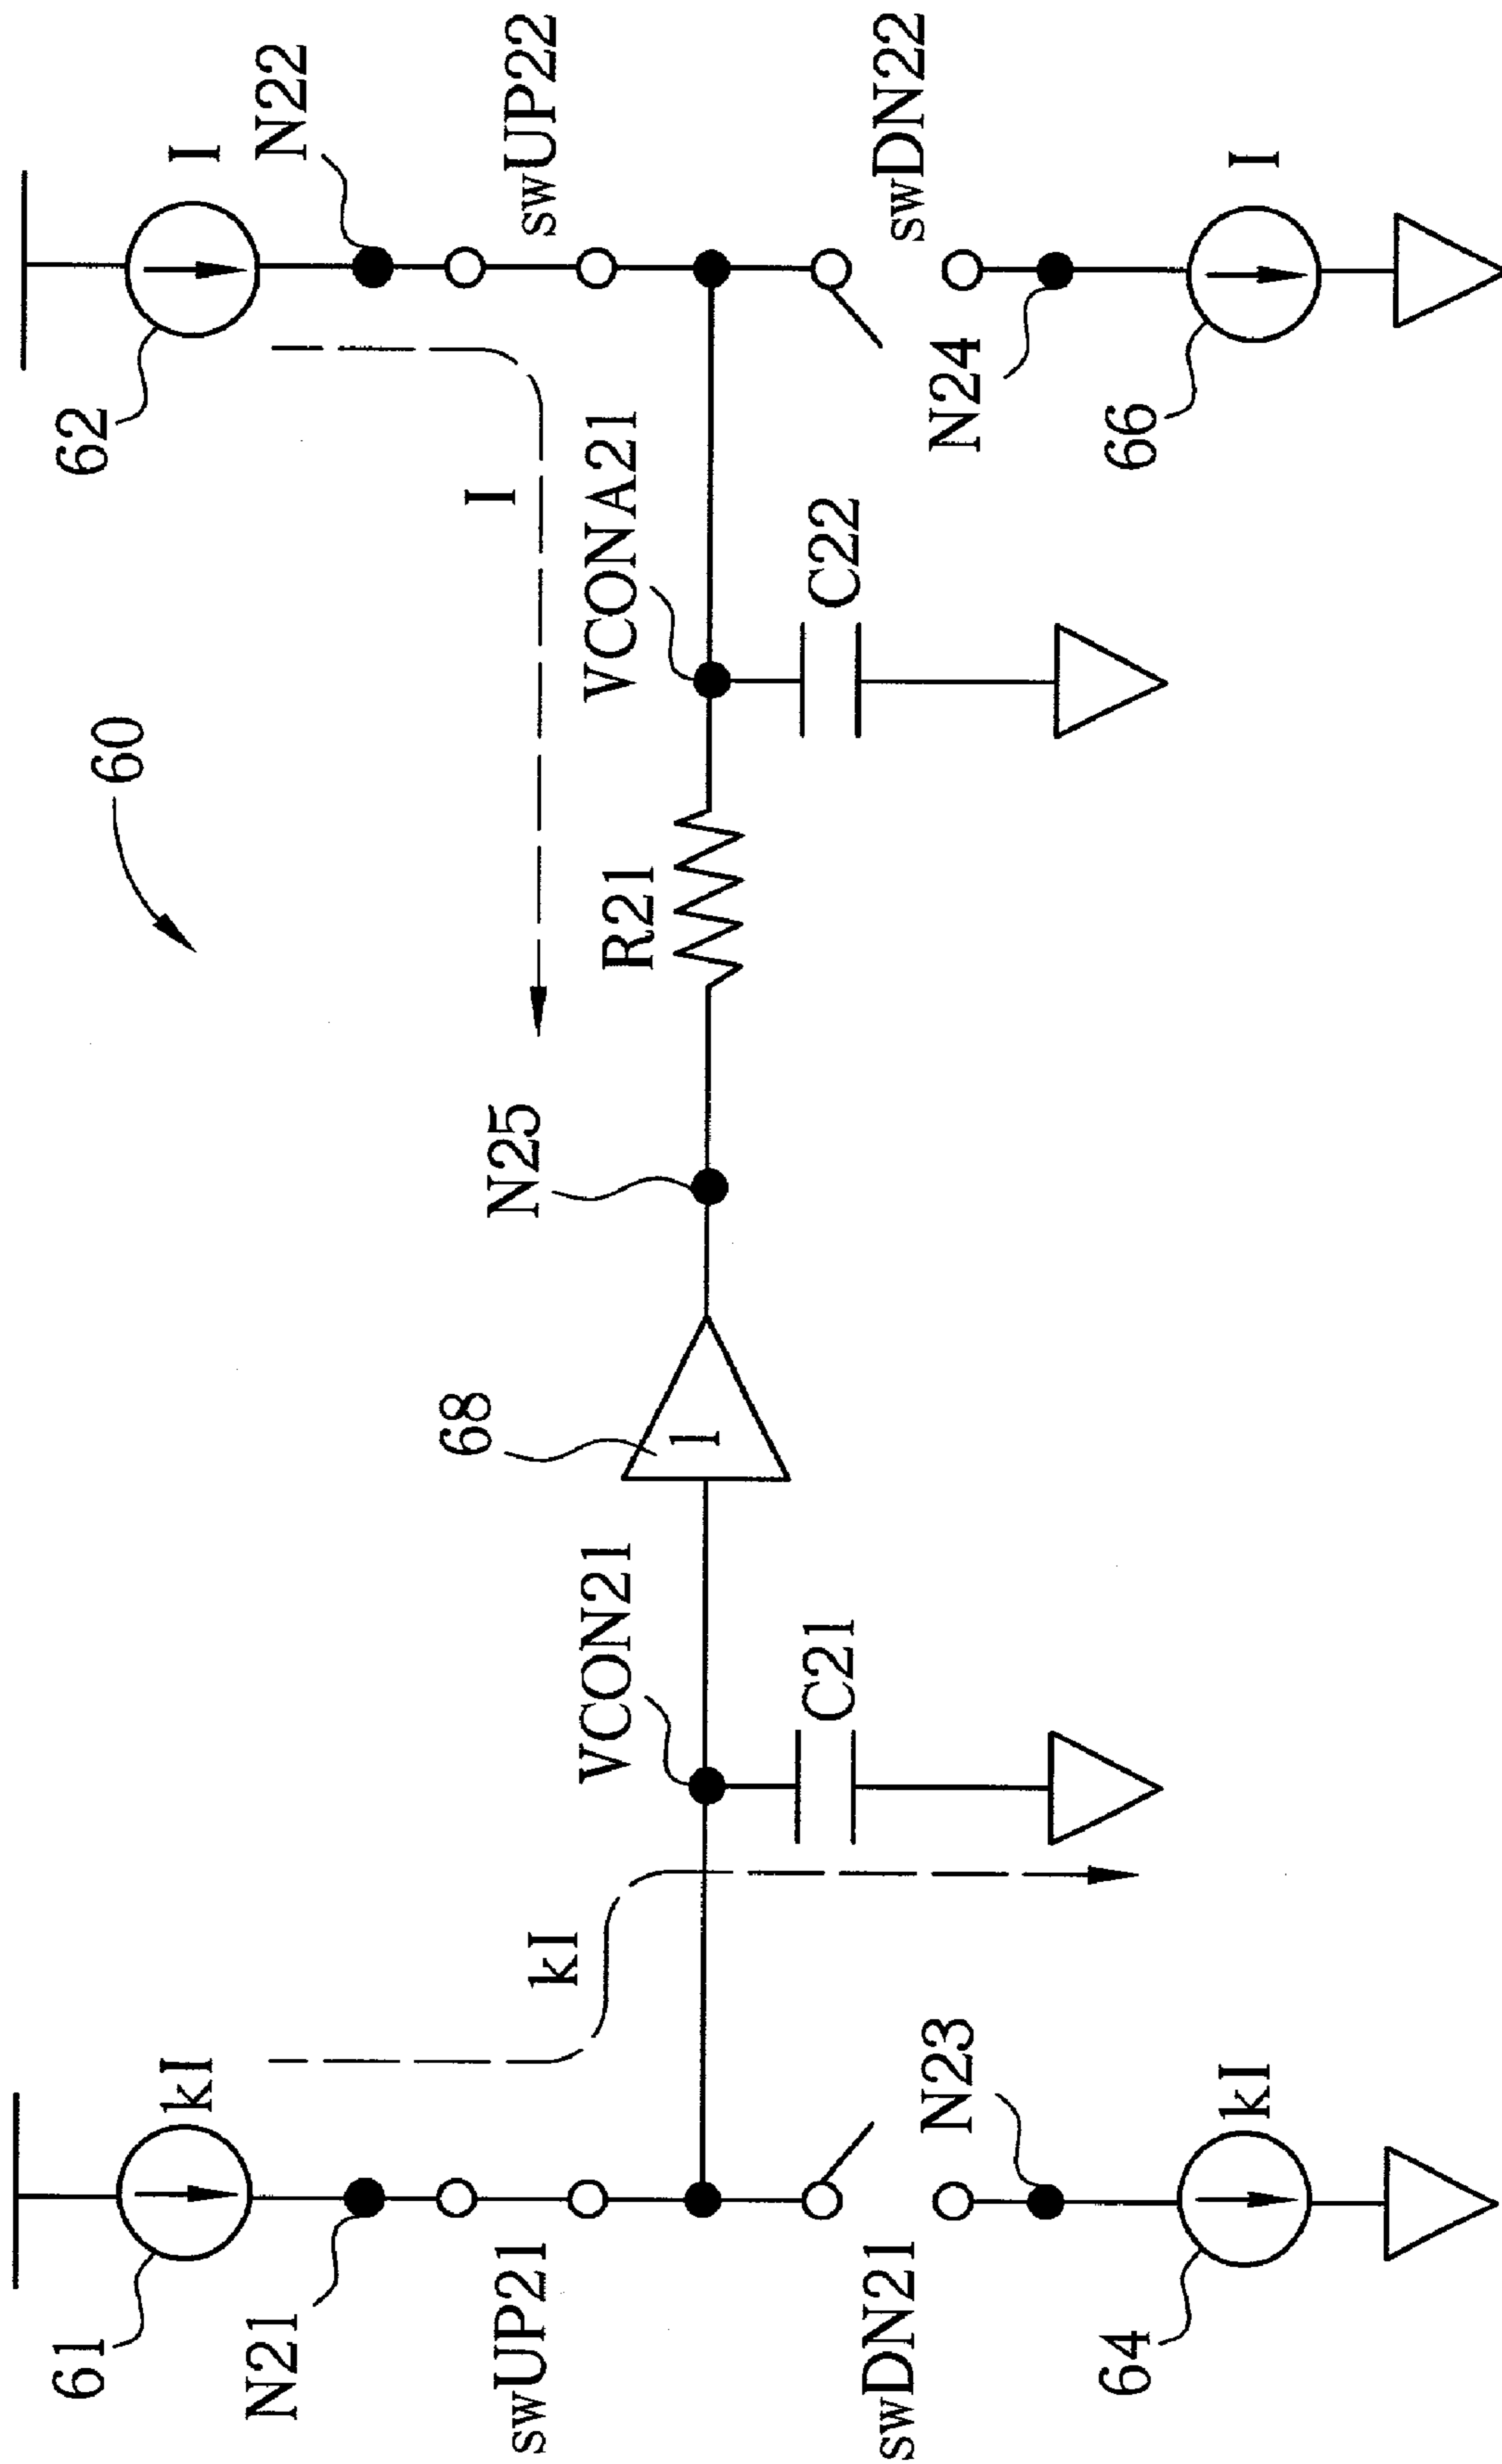 60
61
kI
N21
swUP21
kI
swDN21
N23
64
kI
VCON21
C21
68
1
N25
R21
VCONA21
C22
I
62
I
N22
swUP22
swDN22
N24
66
I